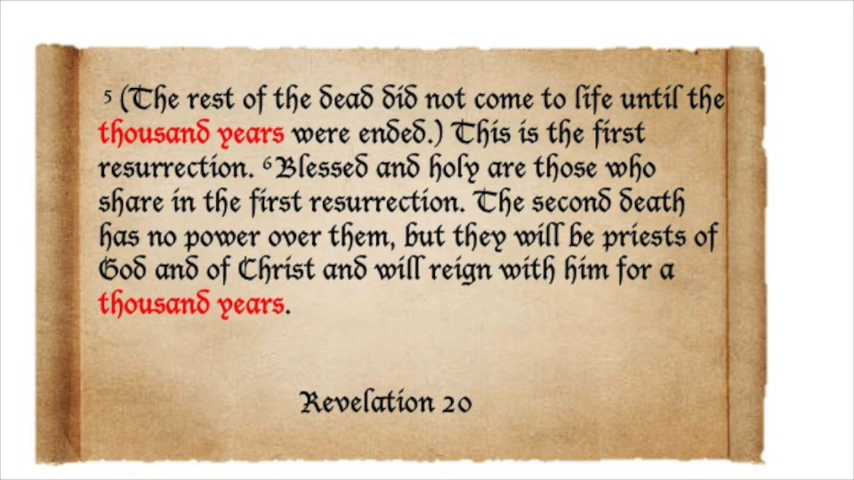 5 (The rest of the dead did not come to life until the
thousand years were ended.) This is the first
resurrection. 6 Blessed and holy are those who
share in the first resurrection. The second death
has no power over them, but they will be priests of
God and of Christ and will reign with him for a
thousand years.
Revelation 20